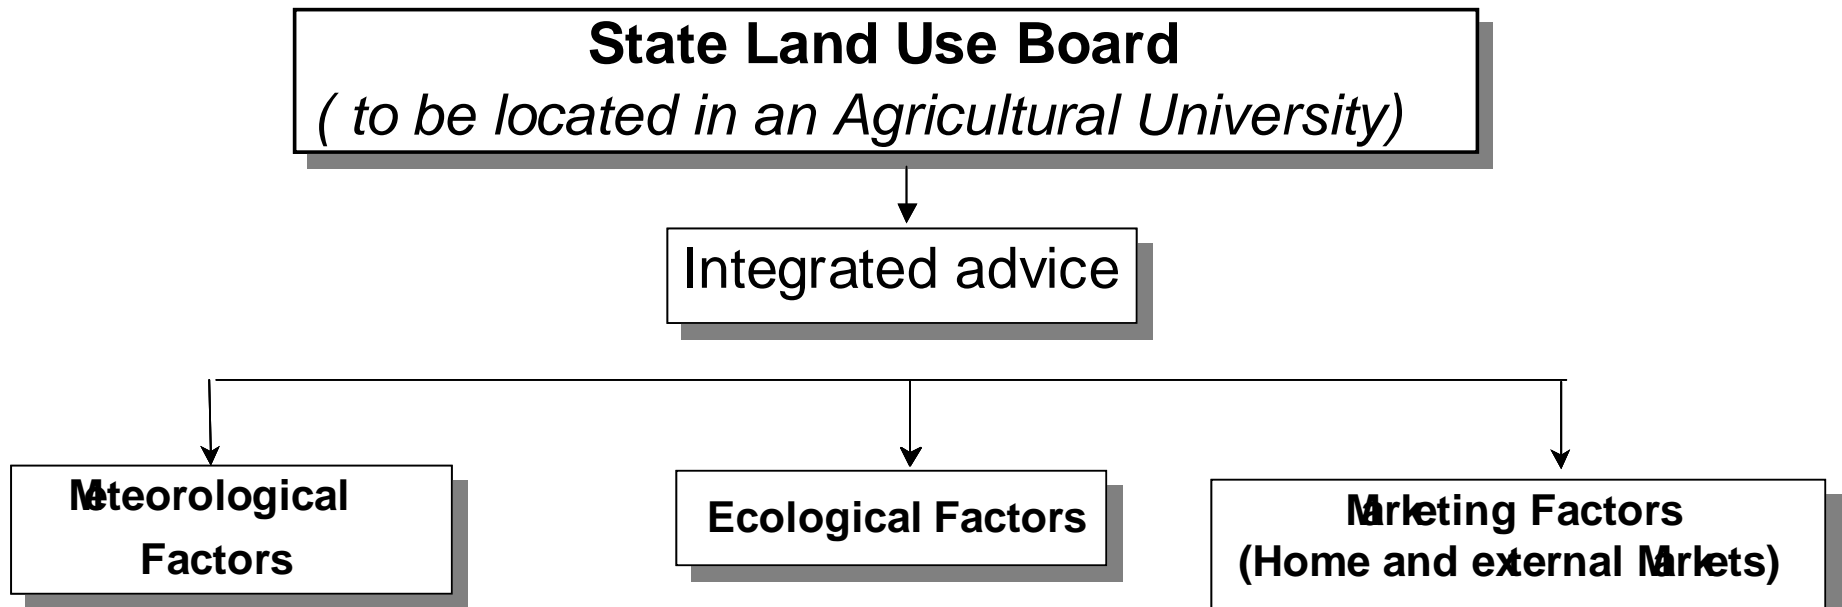 State Land Use Board
( to be located in an Agricultural University)
Integrated advice
Meteorological
Factors
Ecological Factors
Marketing Factors
(Home and external Markets)